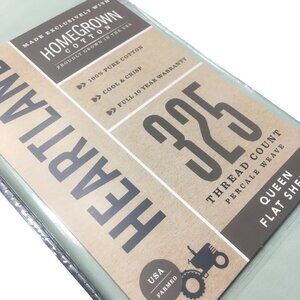 MADE EXCLUSIVELY WITH
HOMEGROWN
COTTON
PROUDLY GROWN IN THE USA
HEARTLAND
100% PURE COTTON
COOL & CRISP
FULL 10 YEAR WARRANTY
325
THREAD COUNT
PERCALE WEAVE
QUEEN
FLAT SHE
USA
FARMED